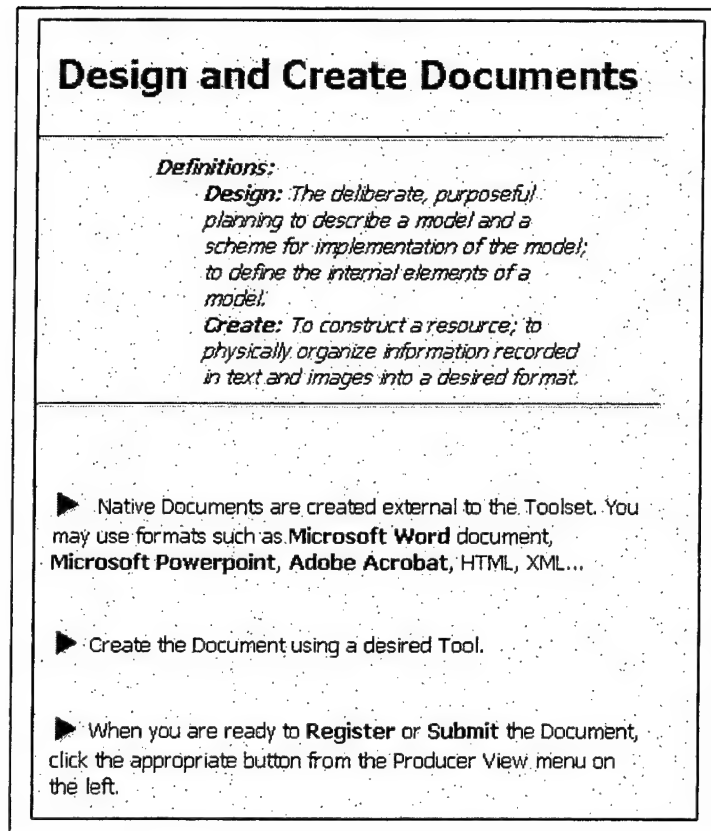 Design and Create Documents
Definitions:
Design: The deliberate, purposeful
planning to describe a model and a
scheme for implementation of the model;
to define the internal elements of a
model.
Create: To construct a resource; to
physically organize information recorded
in text and images into a desired format.
Native Documents are created external to the Toolset. You
may use formats such as Microsoft Word document,
Microsoft Powerpoint, Adobe Acrobat, HTML, XML...
Create the Document using a desired Tool.
When you are ready to Register or Submit the Document,
click the appropriate button from the Producer View menu on
the left.